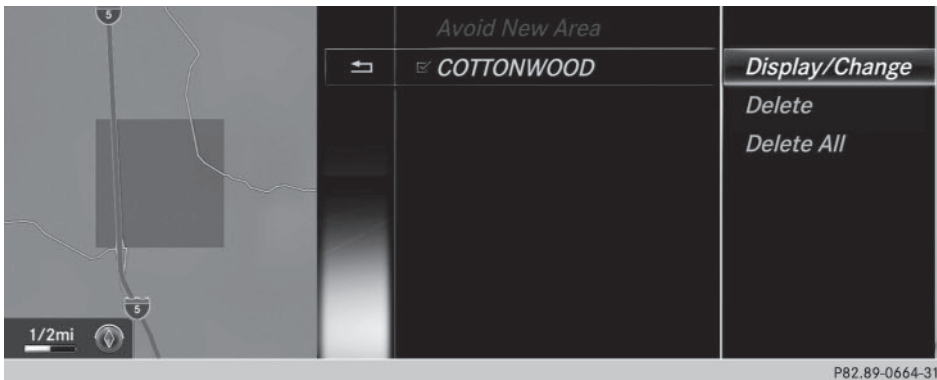 5
Avoid New Area
COTTONWOOD
Display/Change
Delete
Delete All
5
1/2mi
P82.89-0664-31